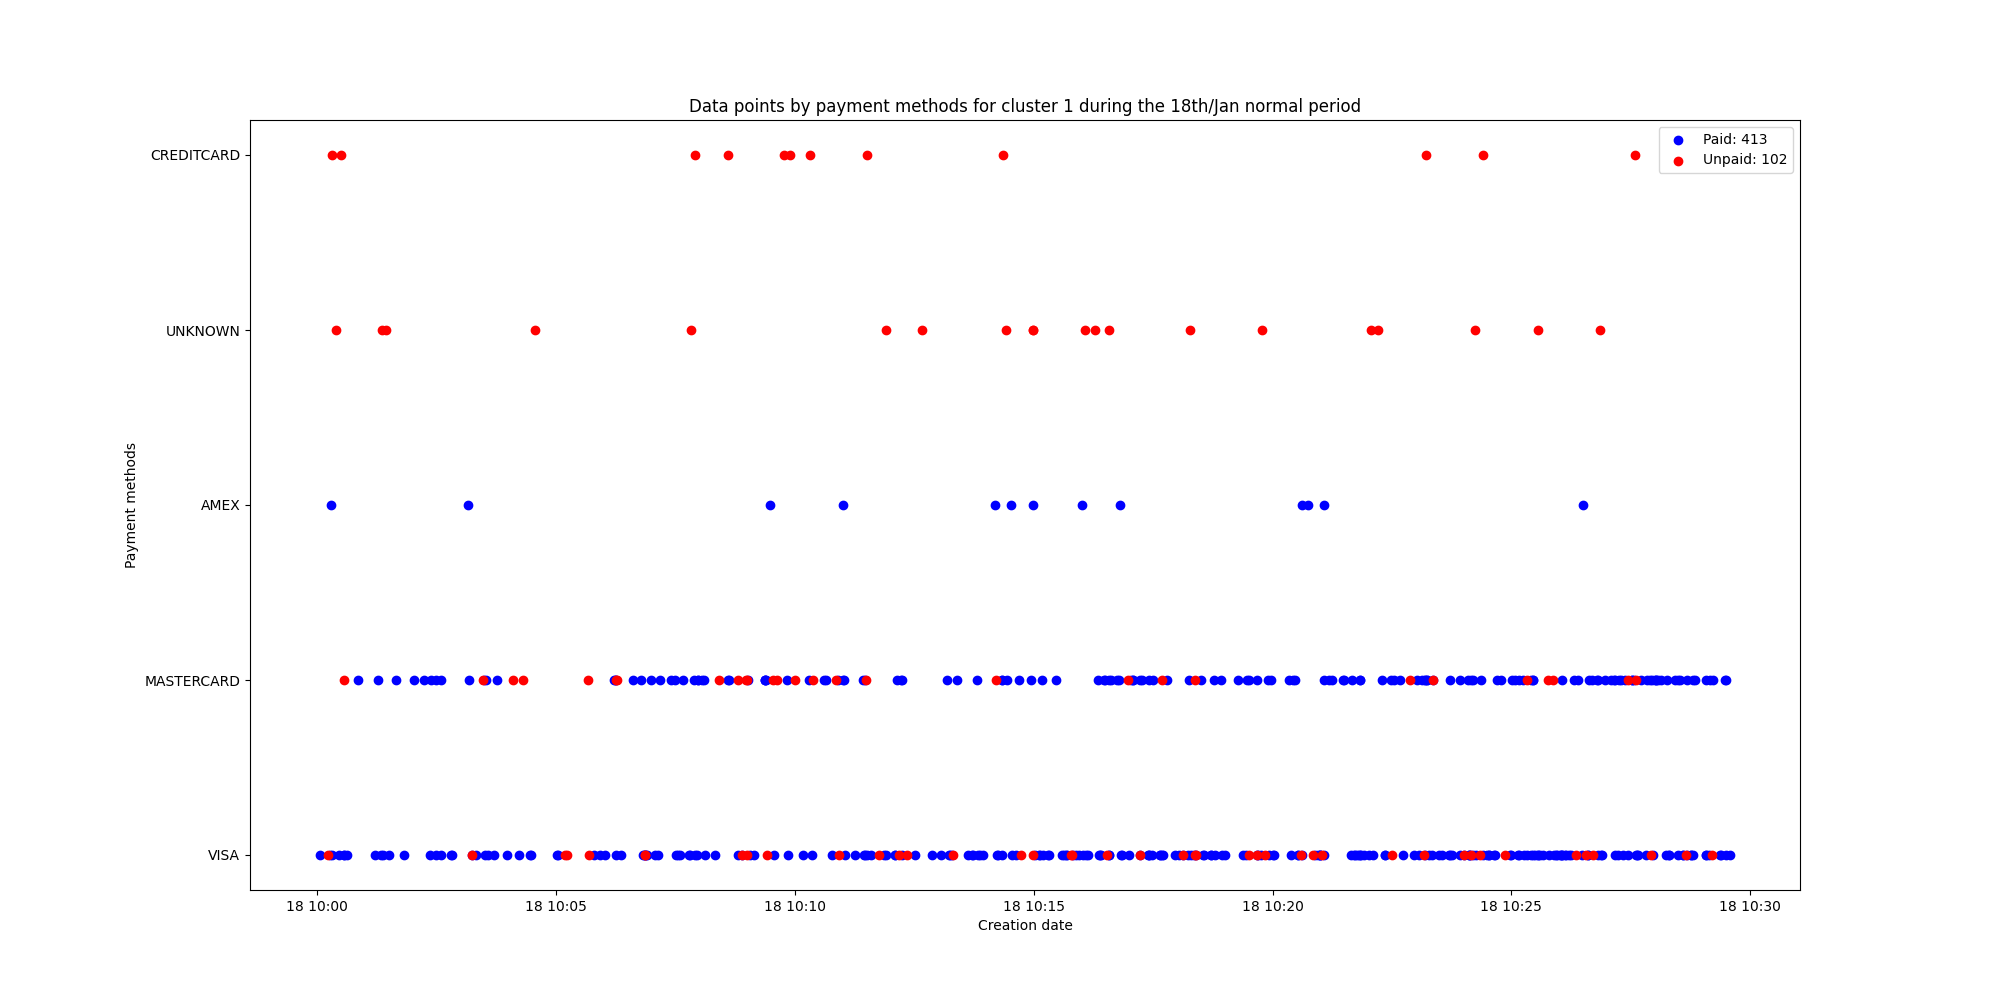 Data points by payment methods for cluster 1 during the 18th/Jan normal period
Paid: 413
Unpaid: 102
CREDITCARD
UNKNOWN
AMEX
MASTERCARD
VISA
Payment methods
18 10:00
18 10:05
18 10:10
18 10:15
18 10:20
18 10:25
18 10:30
Creation date